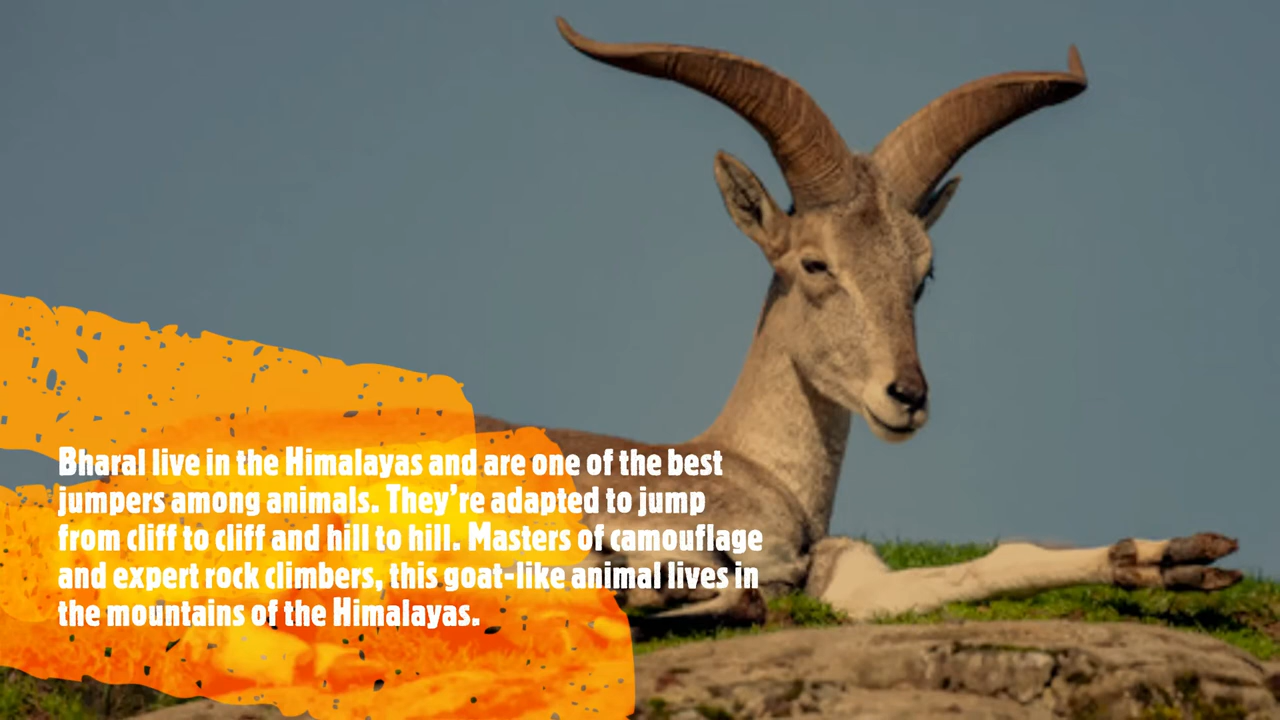 Bharal live in the Himalayas and are one of the best
jumpers among animals. They're adapted to jump
from cliff to cliff and hill to hill. Masters of camouflage
and expert rock climbers, this goat-like animal lives in
the mountains of the Himalayas.